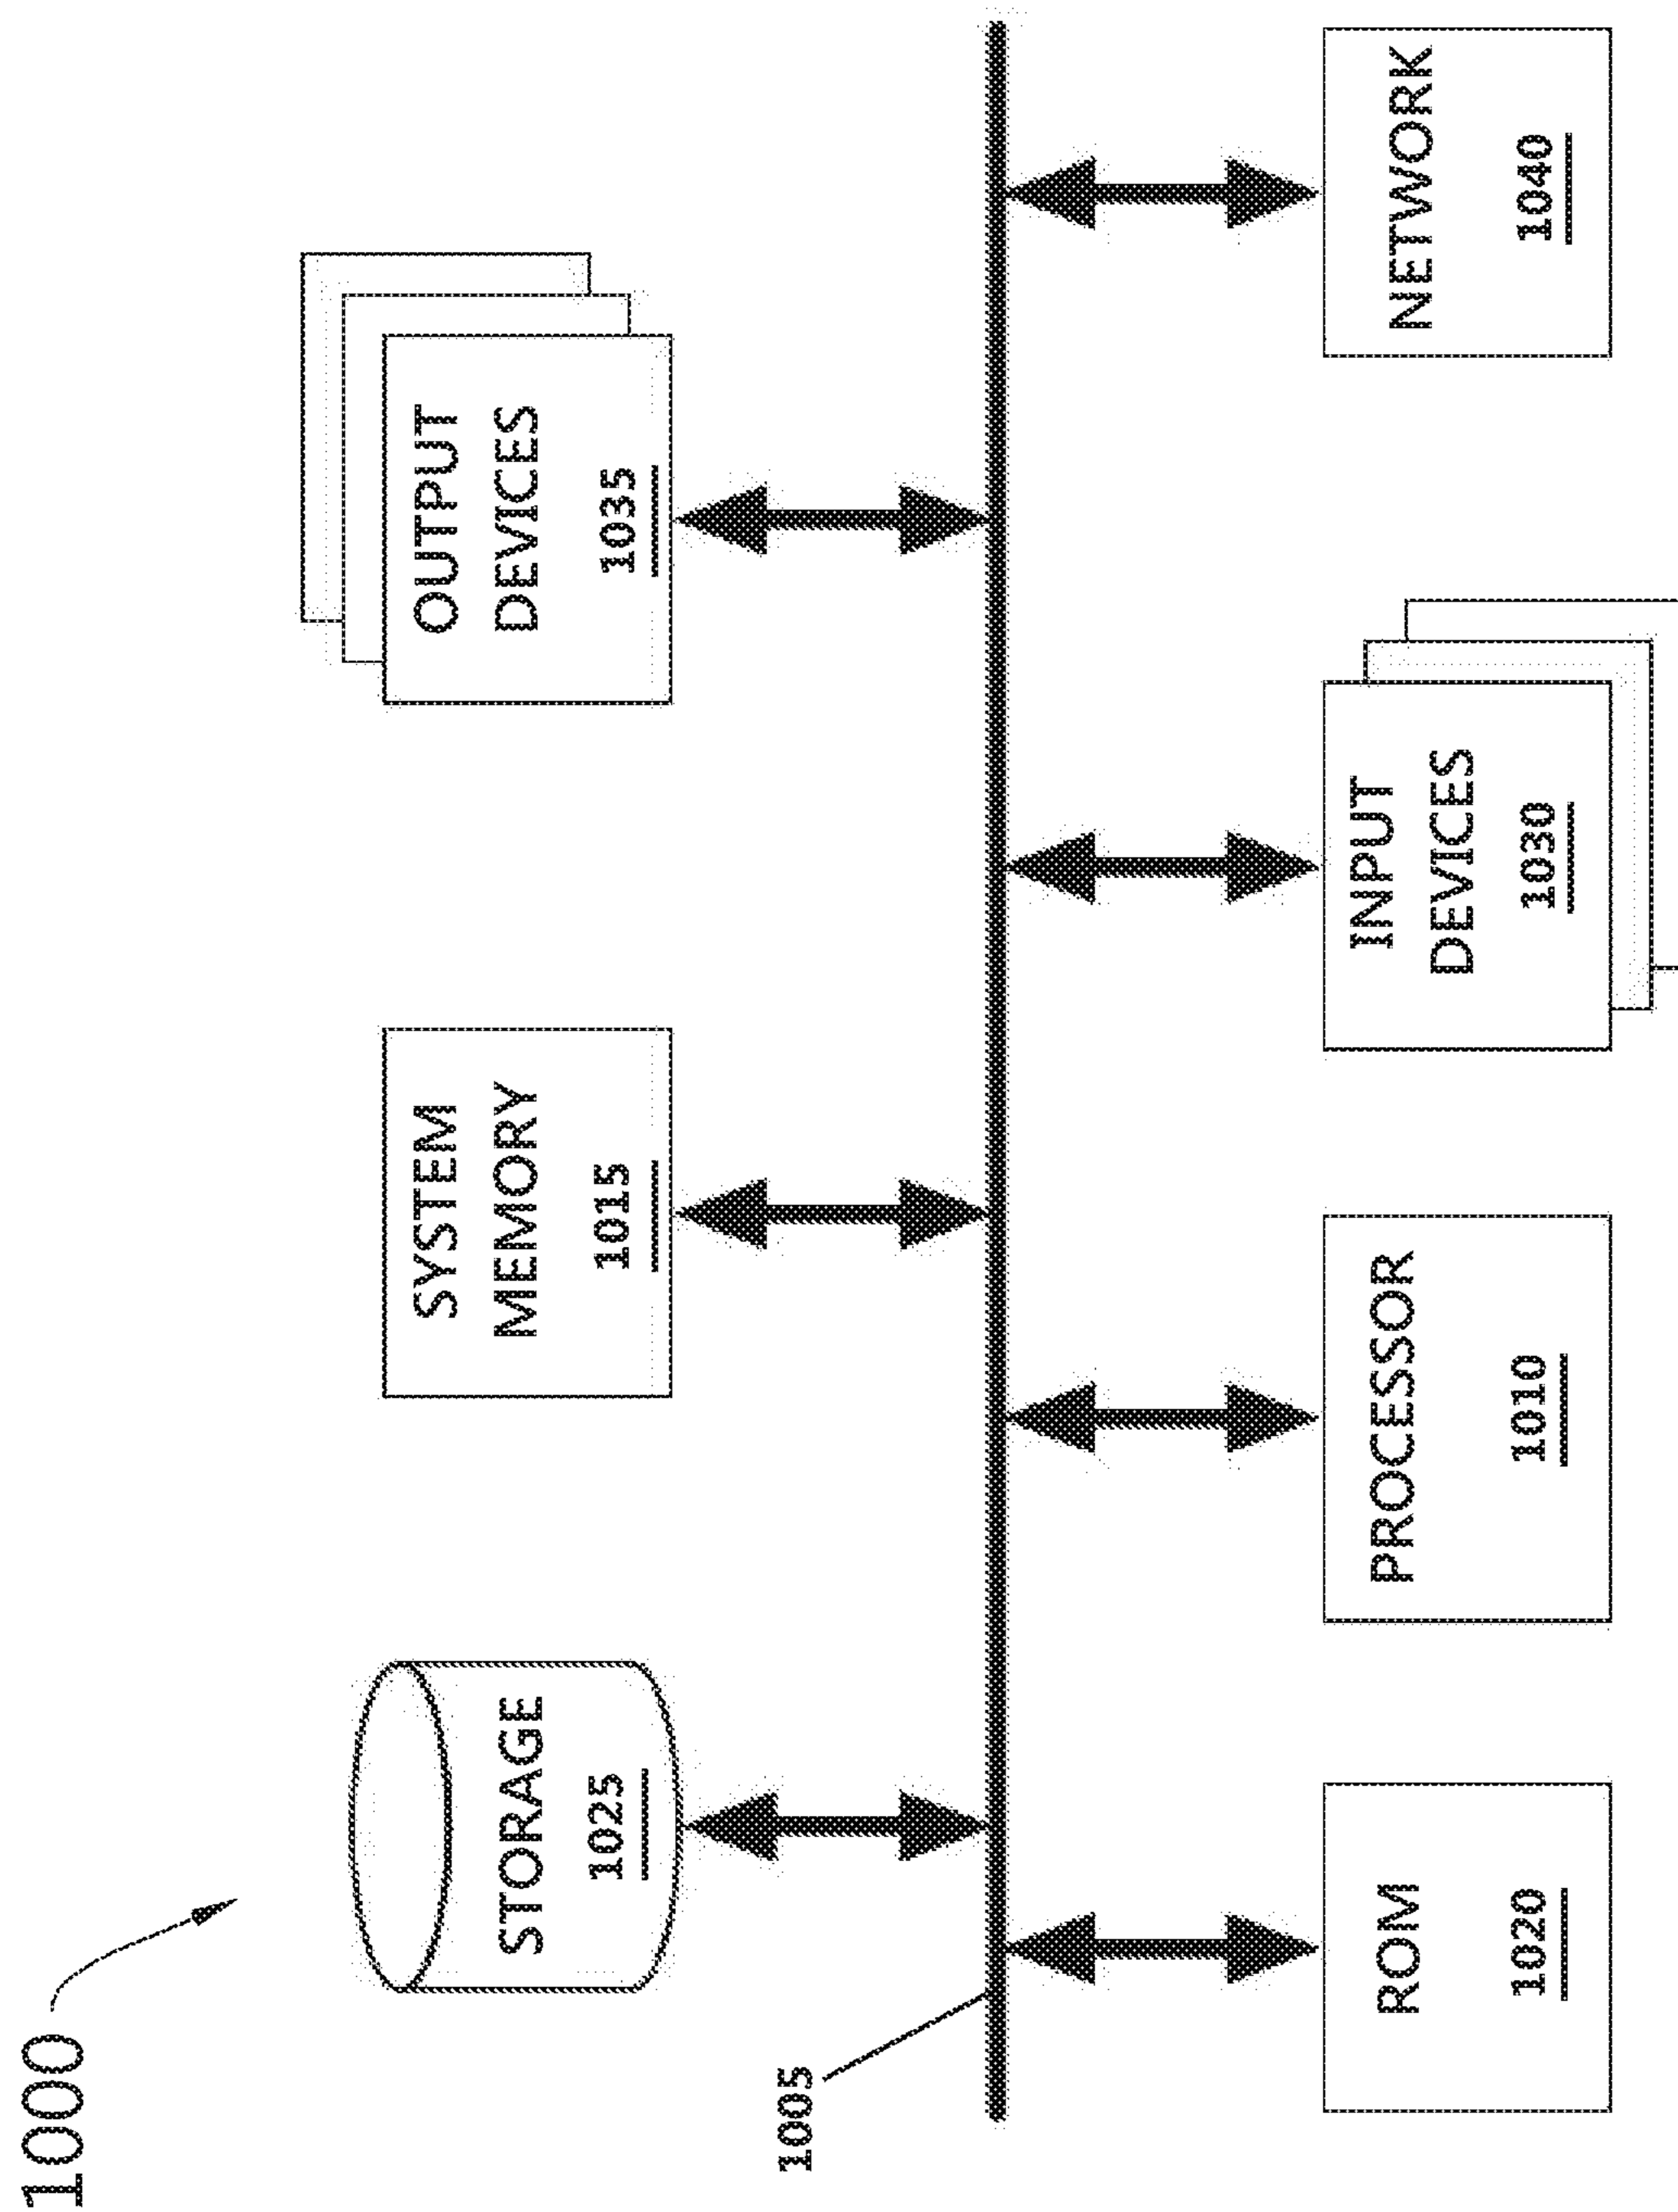 1000
STORAGE
1025
SYSTEM
MEMORY
1015
OUTPUT
DEVICES
1035
1005
ROM
1020
PROCESSOR
1010
INPUT
DEVICES
1030
NETWORK
1040